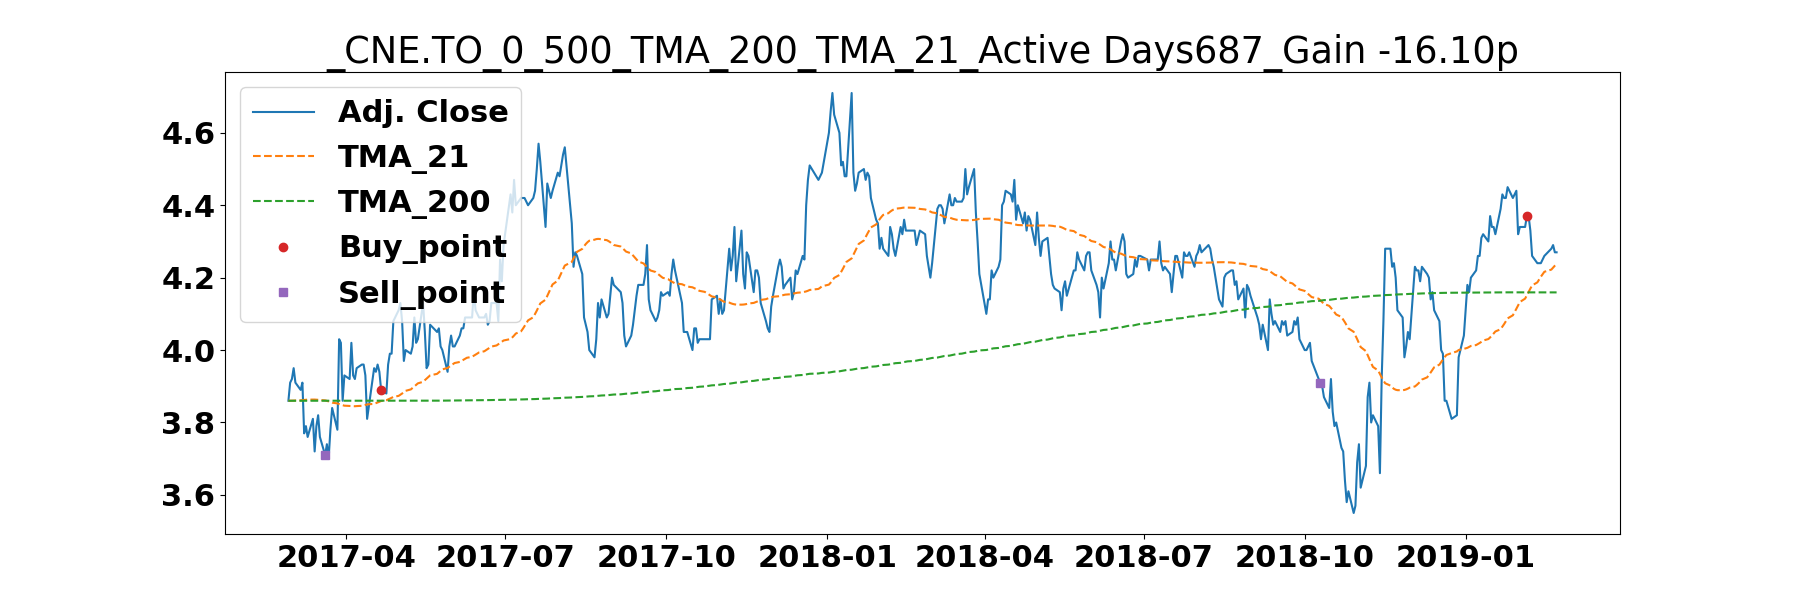 _CNE.TO_0_500_TMA_200_TMA_21_Active Days687_Gain -16.10p
Adj. Close
TMA_21
TMA_200
Buy_point
Sell_point
4.6
4.4
4.2
4.0
3.8
3.6
2017-04 2017-07 2017-10 2018-01 2018-04 2018-07 2018-10 2019-01